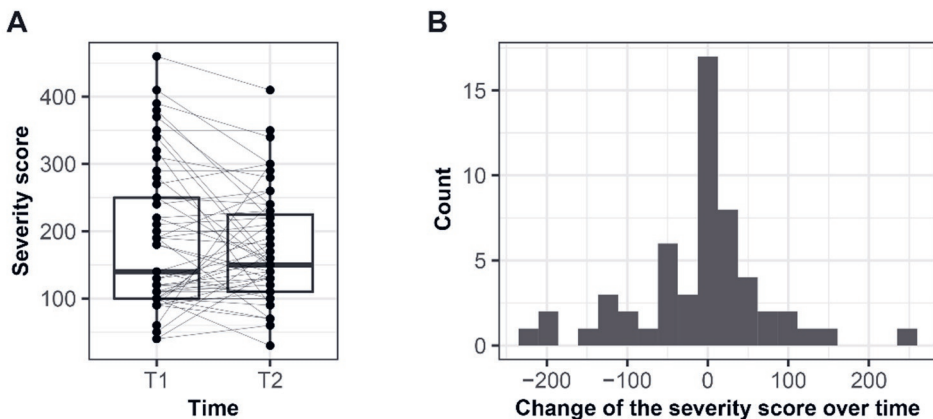 A
Severity score
400
300
200
100
T1 T2
Time
B
Count
15
10
5
0
−200 −100 0 100 200
Change of the severity score over time